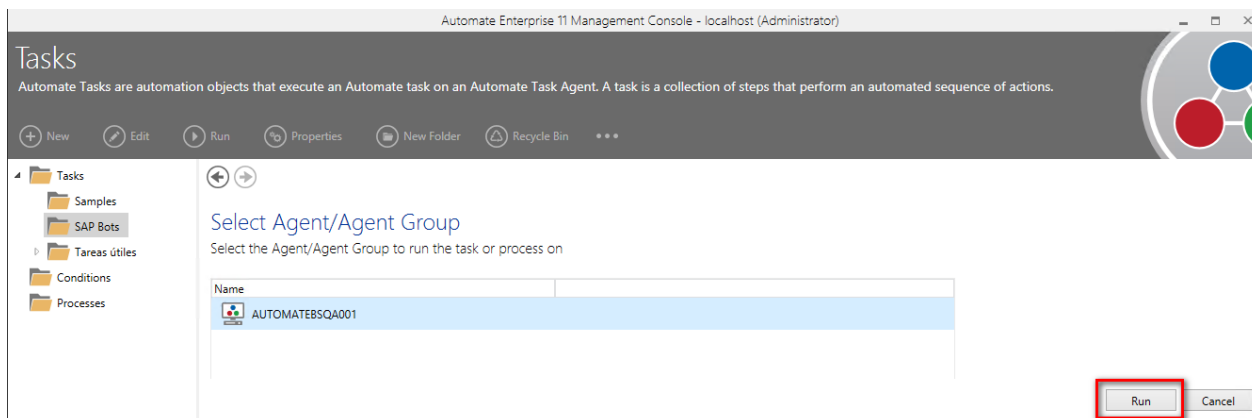 Automate Enterprise 11 Management Console - localhost (Administrator)
Tasks
Automate Tasks are automation objects that execute an Automate task on an Automate Task Agent. A task is a collection of steps that perform an automated sequence of actions.
New Edit Run Properties New Folder Recycle Bin
Tasks
Samples
SAP Bots
Tareas útiles
Conditions
Processes
Select Agent/Agent Group
Select the Agent/Agent Group to run the task or process on
Name
AUTOMATEBSQA001
Run Cancel